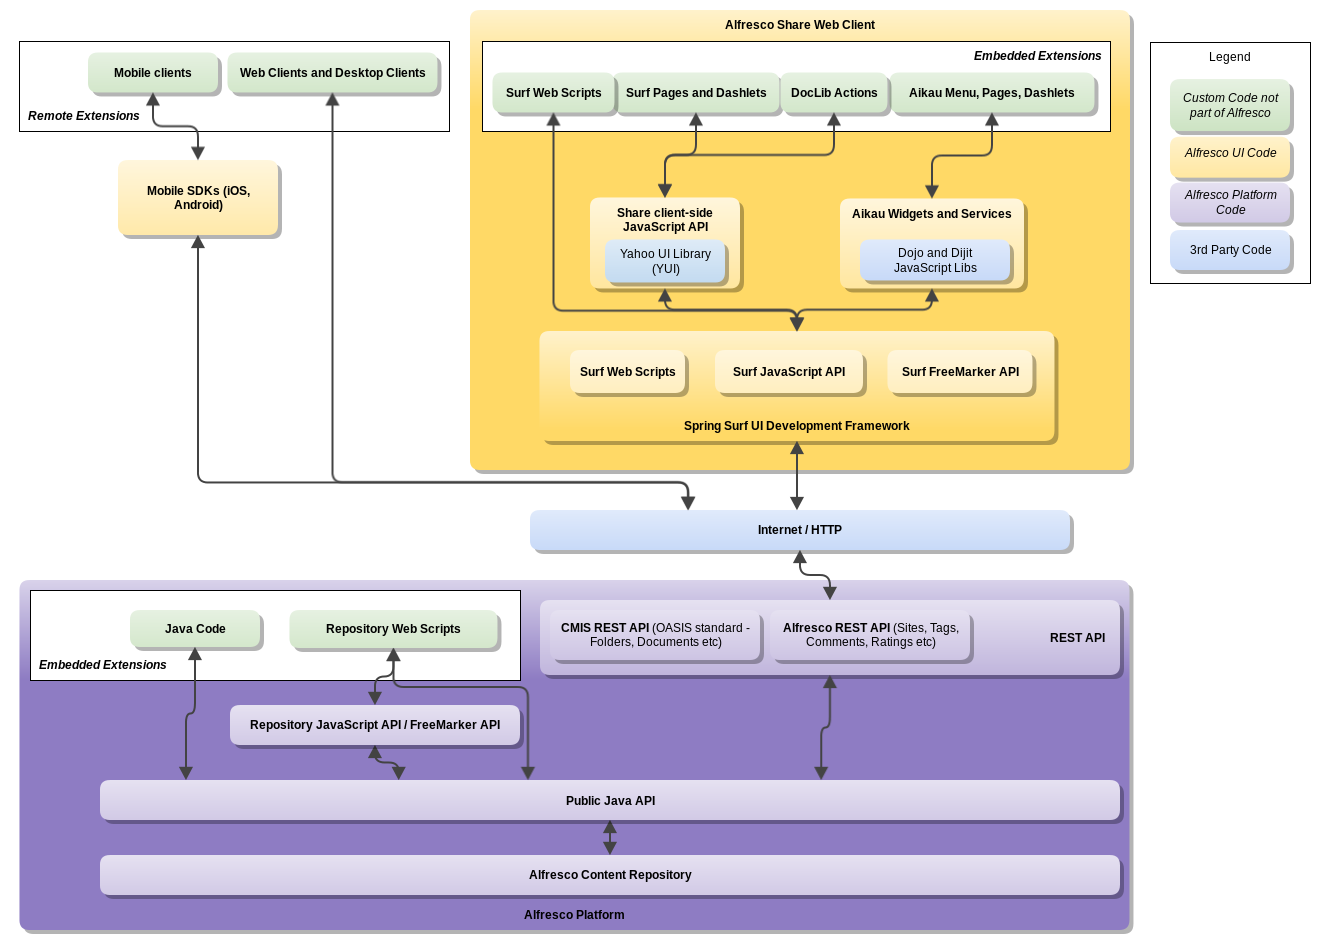 Alfresco Share Web Client
Embedded Extensions
Mobile clients
Web Clients and Desktop Clients
Remote Extensions
Surf Web Scripts
Surf Pages and Dashlets
DocLib Actions
Aikau Menu, Pages, Dashlets
Legend
Custom Code not
part of Alfresco
Alfresco UI Code
Alfresco Platform
Code
3rd Party Code
Mobile SDKs (iOS,
Android)
Share client-side
JavaScript API
Yahoo UI Library
(YUI)
Aikau Widgets and Services
Dojo and Dijit
JavaScript Libs
Surf Web Scripts
Surf JavaScript API
Surf FreeMarker API
Spring Surf UI Development Framework
Internet / HTTP
Java Code
Repository Web Scripts
Embedded Extensions
CMIS REST API (OASIS standard -
Folders, Documents etc)
Alfresco REST API (Sites, Tags,
Comments, Ratings etc)
REST API
Repository JavaScript API / FreeMarker API
Public Java API
Alfresco Content Repository
Alfresco Platform